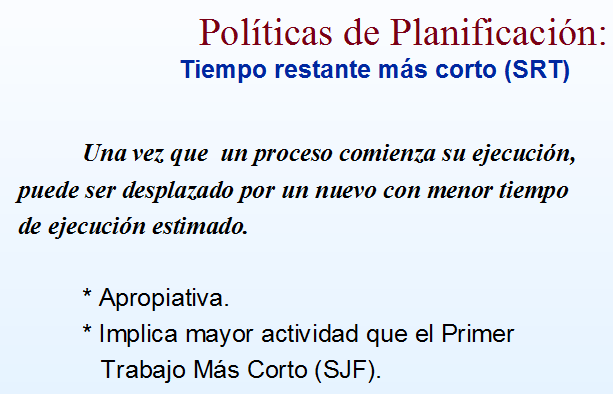 Políticas de Planificación:
Tiempo restante más corto (SRT)
Una vez que un proceso comienza su ejecución,
puede ser desplazado por un nuevo con menor tiempo
de ejecución estimado.
* Apropiativa.
* Implica mayor actividad que el Primer
Trabajo Más Corto (SJF).